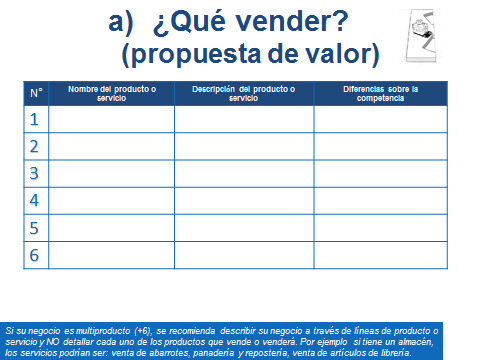 a) ¿Qué vender?
(propuesta de valor)
N° Nombre del producto o servicio Descripción del producto o servicio Diferencias sobre la competencia
1
2
3
4
5
6
Si su negocio es multiproducto (+6), se recomienda describir su negocio a través de líneas de producto o
servicio y NO detallar cada uno de los productos que vende o venderá. Por ejemplo si tiene un almacén,
los servicios podrían ser: venta de abarrotes, panadería y repostería, venta de artículos de librería.